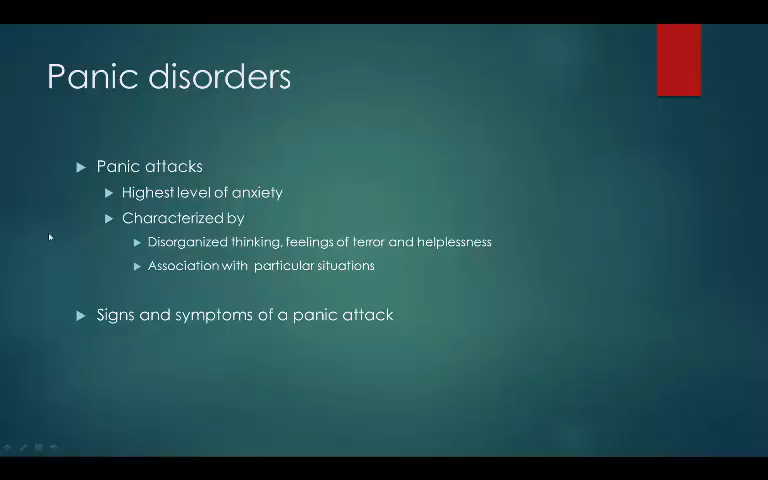 Panic disorders
Panic attacks
Highest level of anxiety
Characterized by
Disorganized thinking, feelings of terror and helplessness
Association with particular situations
Signs and symptoms of a panic attack